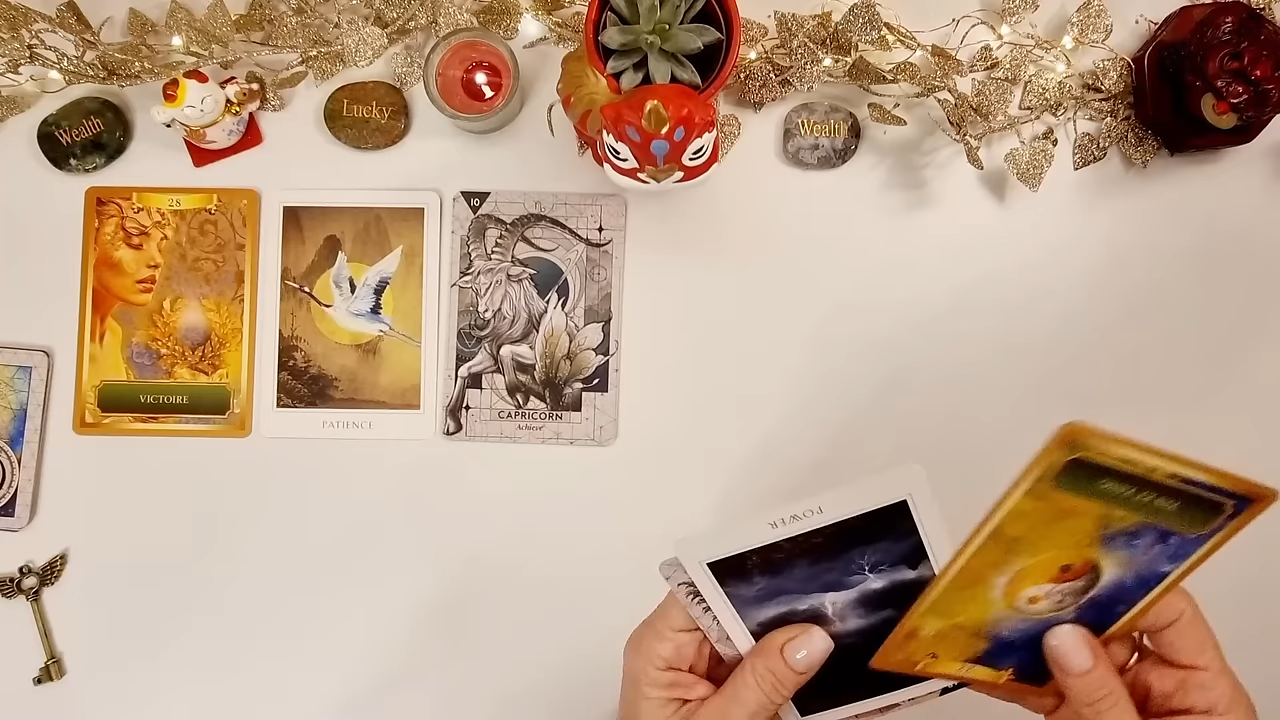 Wealth
Lucky
Wealth
28
VICTOIRE
PATIENCE
10
CAPRICORN
Achieve
POWER